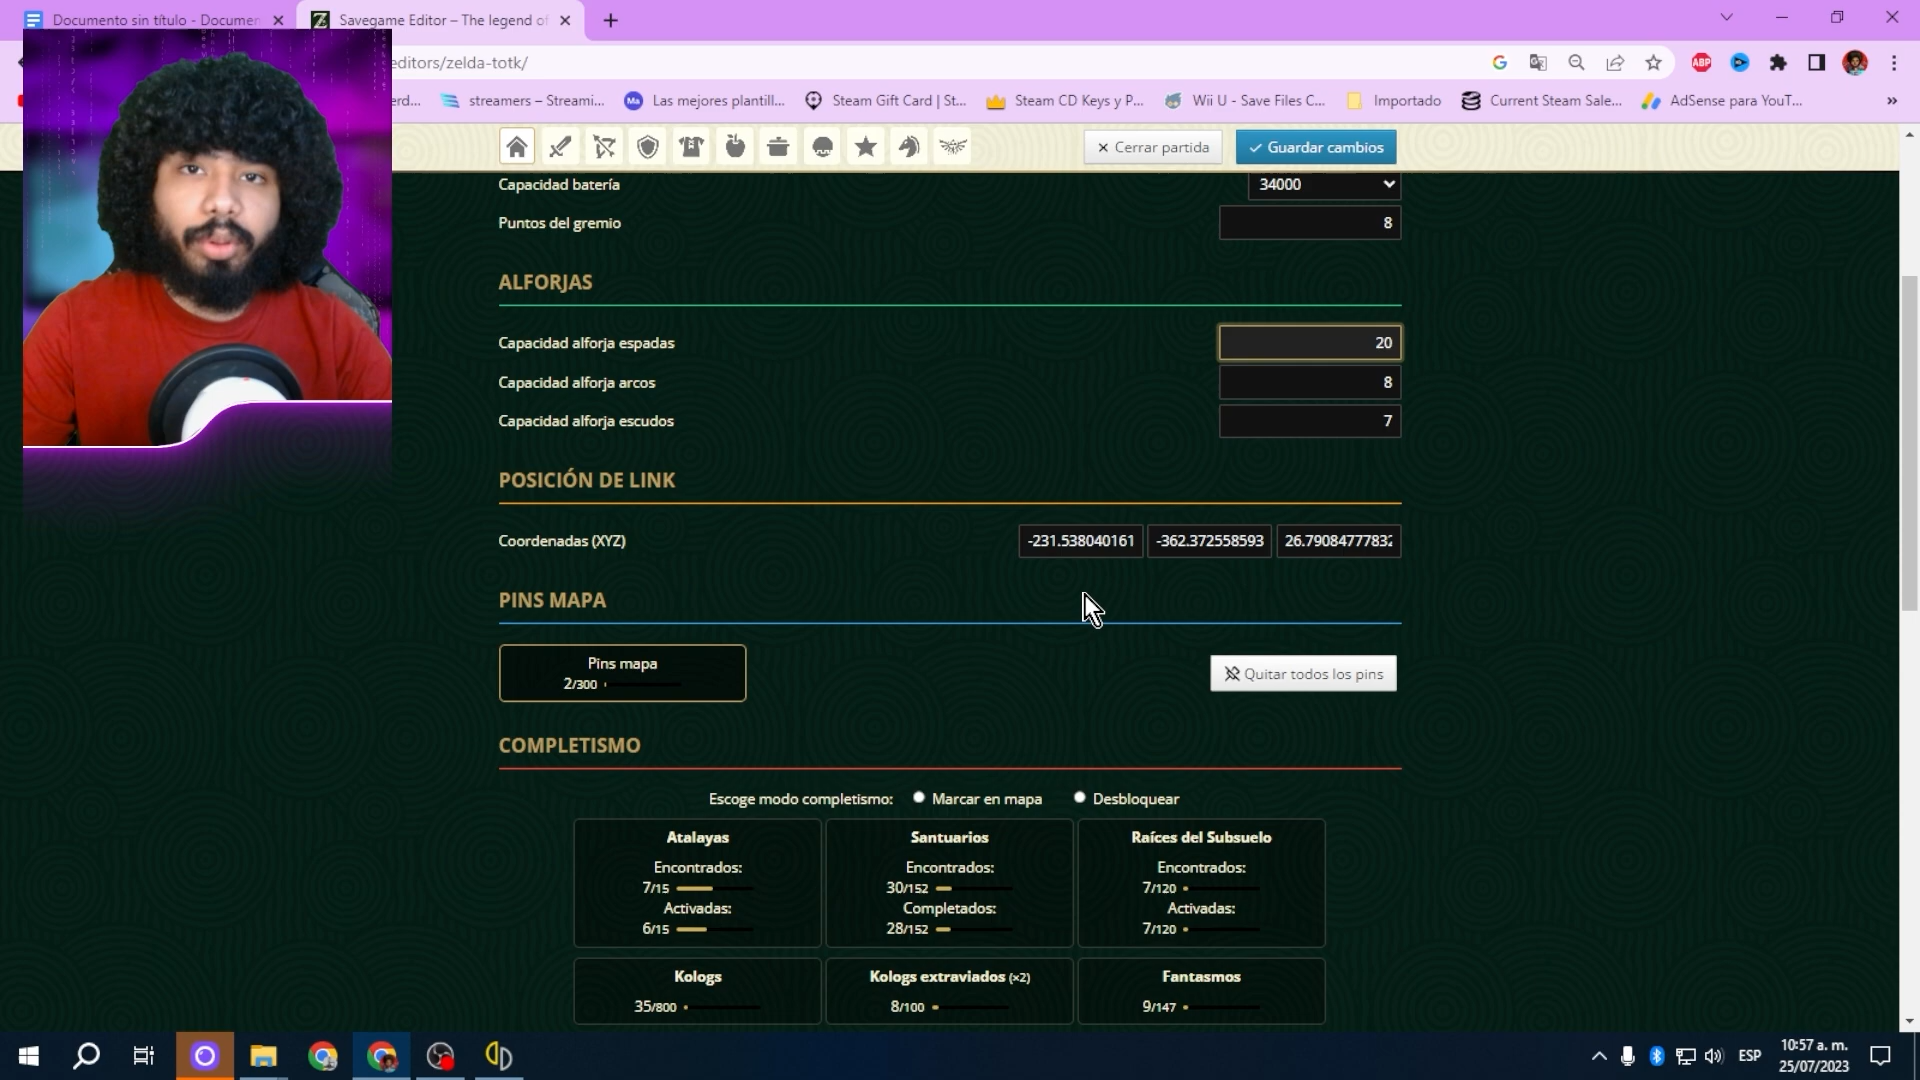 Documento sin título - Documen
Savegame Editor – The legend of
editors/zelda-totk/
erd...
streamers – Streami...
Las mejores plantill...
Steam Gift Card | St...
Steam CD Keys y P...
Wii U - Save Files C...
Importado
Current Steam Sale...
AdSense para YouT...
Cerrar partida
Guardar cambios
Capacidad batería
34000
Puntos del gremio
8
ALFORJAS
Capacidad alforja espadas
20
Capacidad alforja arcos
8
Capacidad alforja escudos
7
POSICIÓN DE LINK
Coordenadas (XYZ)
-231.538040161
-362.372558593
26.79084777832
PINS MAPA
Pins mapa
2/300
Quitar todos los pins
COMPLETISMO
Escoge modo completismo:
Marcar en mapa
Desbloquear
Atalayas
Encontrados:
7/15
Activadas:
6/15
Santuarios
Encontrados:
30/152
Completados:
28/152
Raíces del Subsuelo
Encontrados:
7/120
Activadas:
7/120
Kologs
35/800
Kologs extraviados (×2)
8/100
Fantasmos
9/147
ESP
10:57 a. m.
25/07/2023